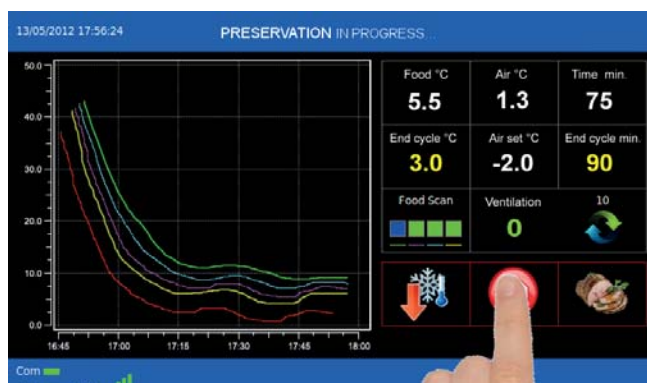 13/05/2012 17:56:24
PRESERVATION IN PROGRESS...
50.0
40.0
30.0
20.0
10.0
0.0
16:45 17:00 17:15 17:30 17:45 18:00
Food °C Air °C Time min.
5.5 1.3 75
End cycle °C Air set °C End cycle min.
3.0 -2.0 90
Food Scan Ventilation 10
0
Com